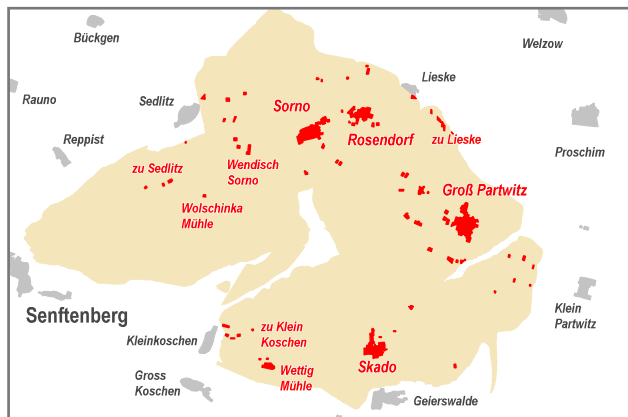 Bückgen
Welzow
Lieske
Rauno
Sedlitz
Sorno
Rosendorf
zu Lieske
Reppist
Proschim
zu Sedlitz
Wendisch
Sorno
Groß Partwitz
Wolschinka
Mühle
Senftenberg
Klein
Partwitz
Kleinkoschen
zu Klein
Koschen
Skado
Wettig
Mühle
Gross
Koschen
Geierswalde